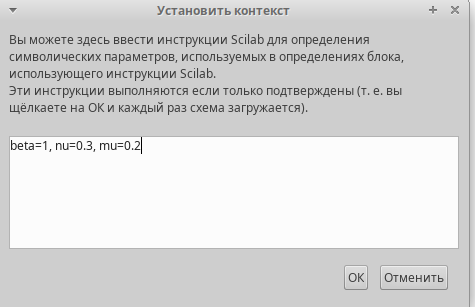 Установить контекст
Вы можете здесь ввести инструкции Scilab для определения
символических параметров, используемых в определениях блока,
использующего инструкции Scilab.
Эти инструкции выполняются если только подтверждены (т. е. вы
щёлкаете на ОК и каждый раз схема загружается).
beta=1, nu=0.3, mu=0.2
ОК Отменить